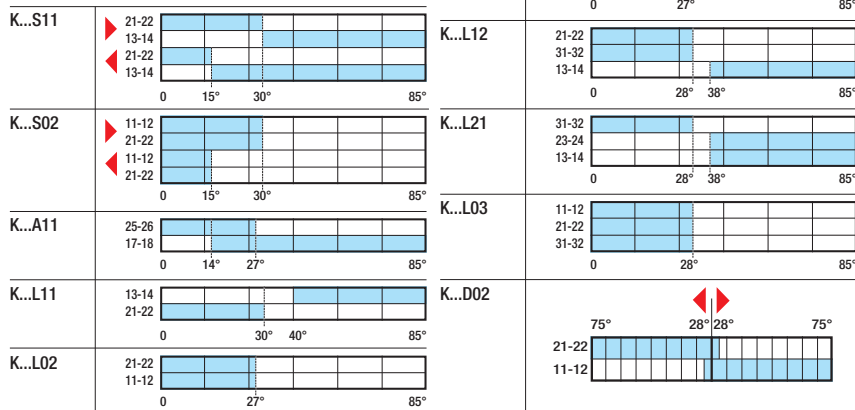 K...S11
21-22
13-14
21-22
13-14
0 15° 30° 85°
K...S02
11-12
21-22
11-12
21-22
0 15° 30° 85°
K...A11
25-26
17-18
0 14° 27° 85°
K...L11
13-14
21-22
0 30° 40° 85°
K...L02
21-22
11-12
0 27° 85°
0 27° 85°
K...L12
21-22
31-32
13-14
0 28° 38° 85°
K...L21
31-32
23-24
13-14
0 28° 38° 85°
K...L03
11-12
21-22
31-32
0 28° 85°
K...D02
75° 28° 28° 75°
21-22
11-12